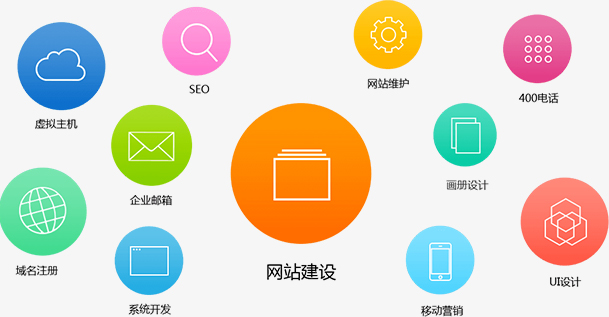 SEO
网站维护
400电话
虚拟主机
企业邮箱
画册设计
域名注册
网站建设
UI设计
系统开发
移动营销